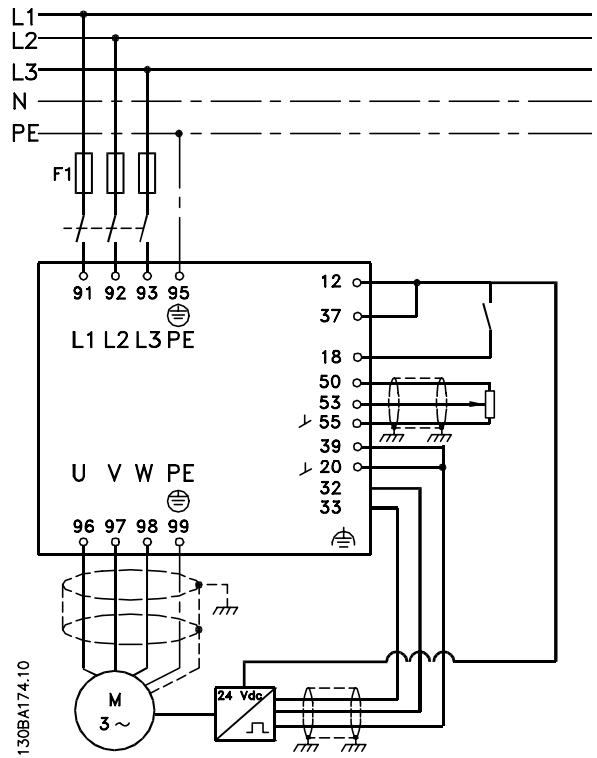 L1
L2
L3
N
PE
F1
91 92 93 95
L1 L2 L3 PE
12
37
18
50
53
55
39
20
32
33
U V W PE
96 97 98 99
M
3 ~
24 Vdc
130BA174.10